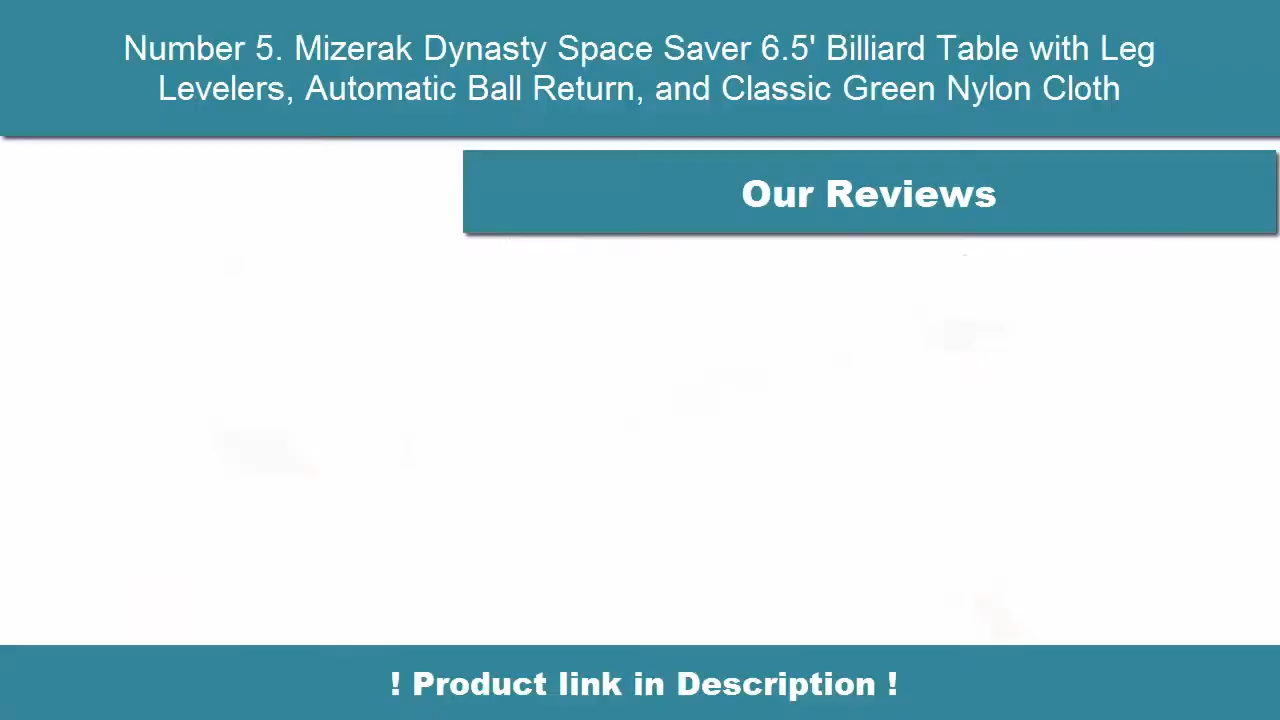 Number 5. Mizerak Dynasty Space Saver 6.5' Billiard Table with Leg
Levelers, Automatic Ball Return, and Classic Green Nylon Cloth
Our Reviews
! Product link in Description !